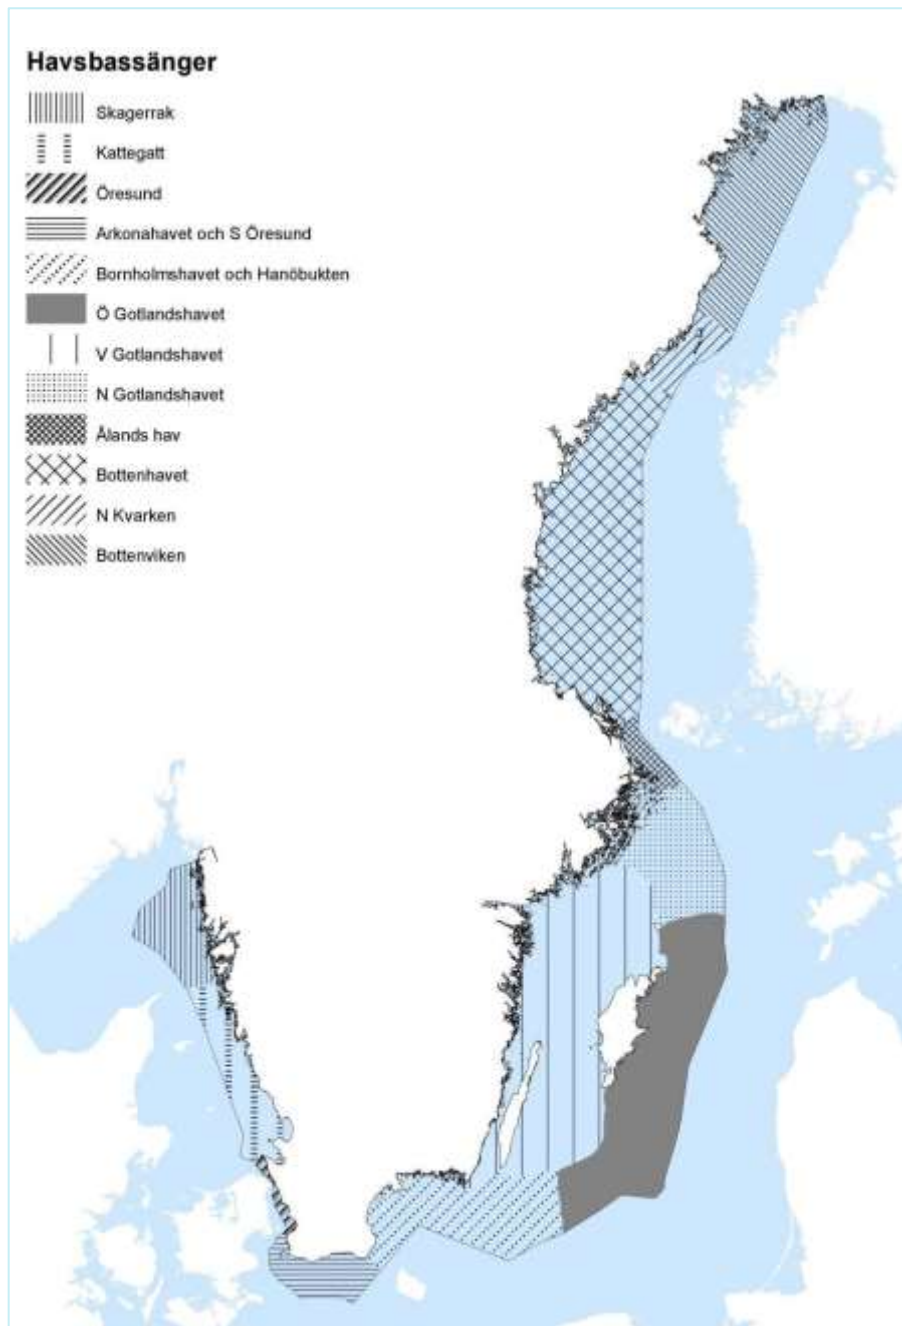 Havsbassänger
Skagerrak
Kattegatt
Öresund
Arkonahavet och S Öresund
Bornholmshavet och Hanöbukten
Ö Gotlandshavet
V Gotlandshavet
N Gotlandshavet
Ålands hav
Bottenhavet
N Kvarken
Bottenviken